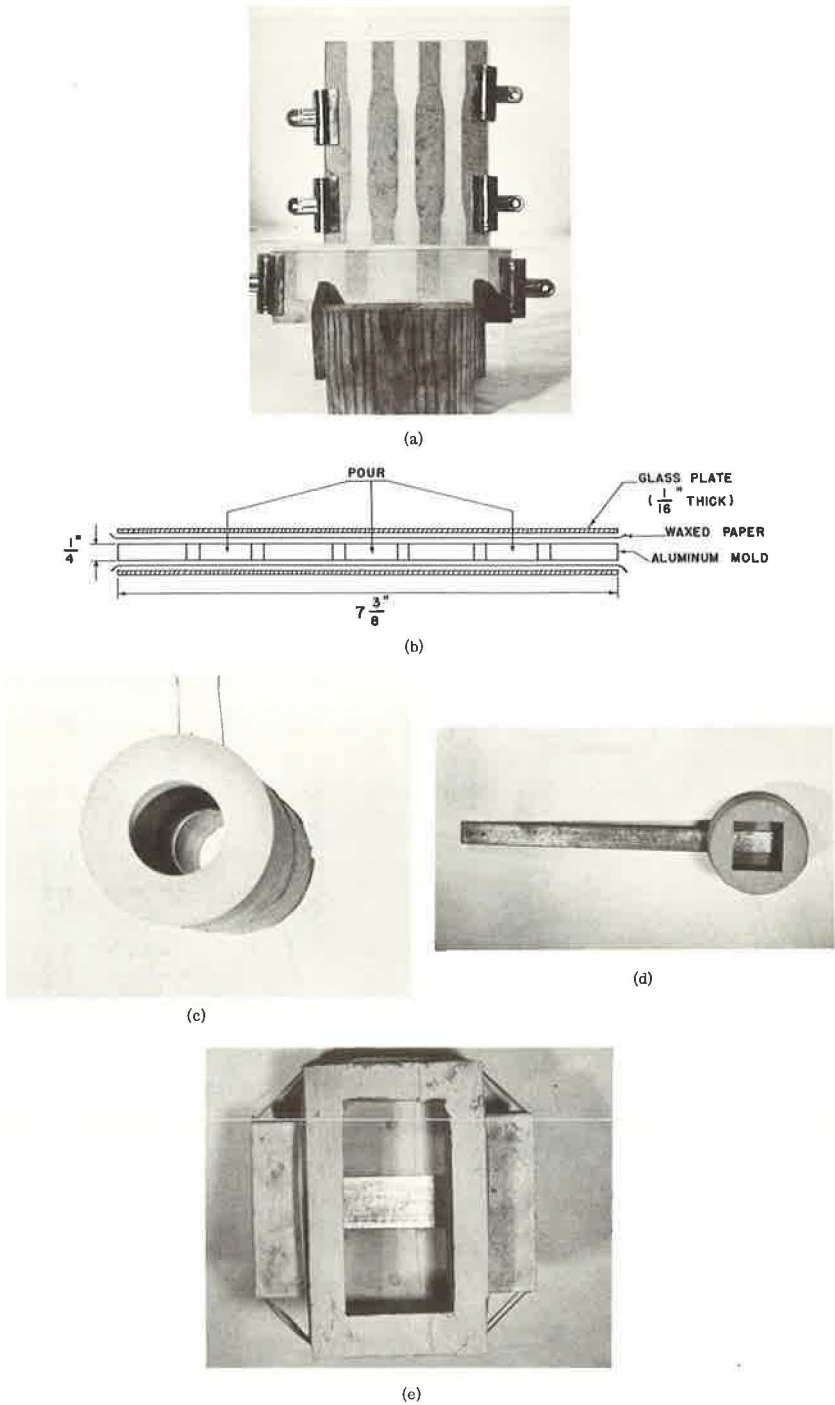 (a)
POUR
GLASS PLATE
(1/16" THICK)
WAXED PAPER
ALUMINUM MOLD
1/4"
7 3/8"
(b)
(c)
(d)
(e)